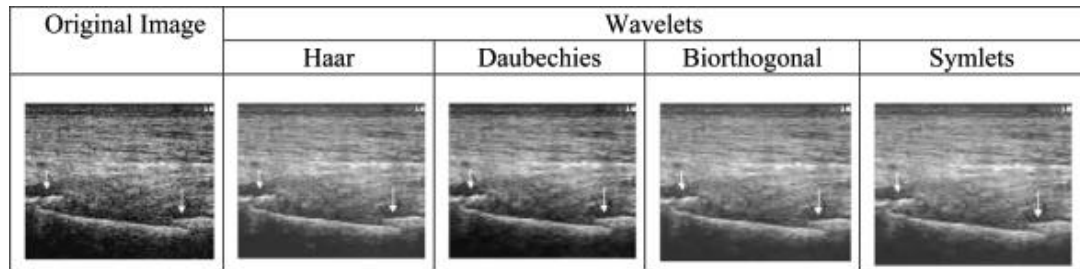 Original Image
Wavelets
Haar
Daubechies
Biorthogonal
Symlets